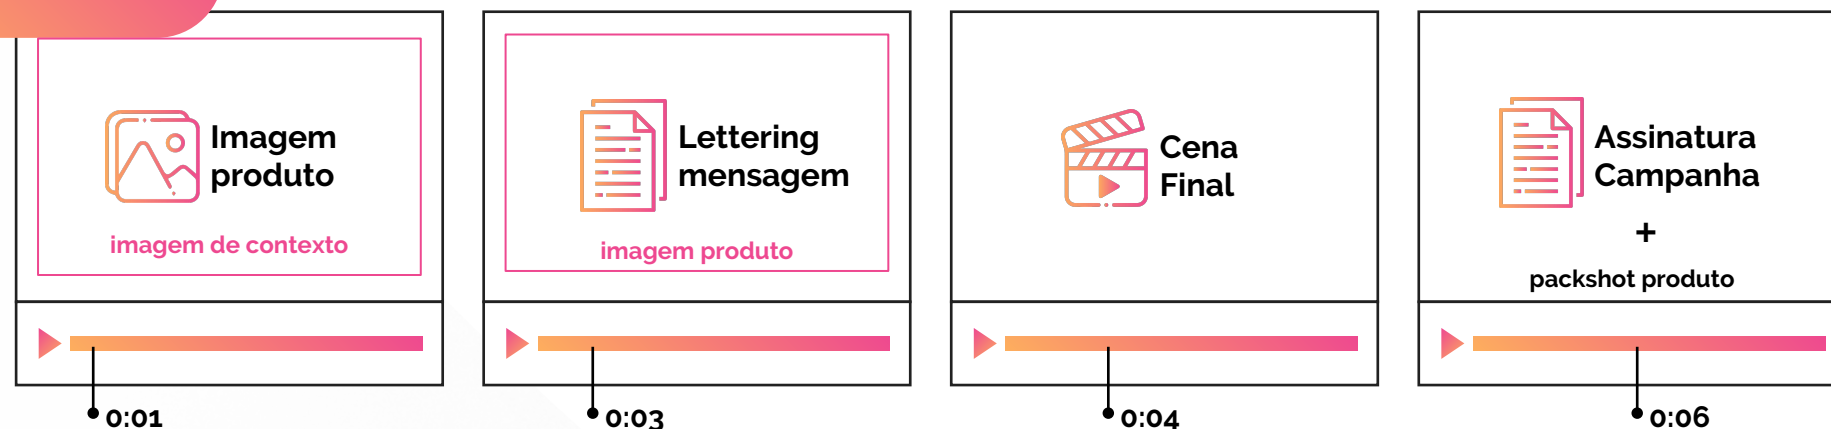 Imagem
produto
imagem de contexto
0:01
Lettering
mensagem
imagem produto
0:03
Cena
Final
0:04
Assinatura
Campanha
+
packshot produto
0:06